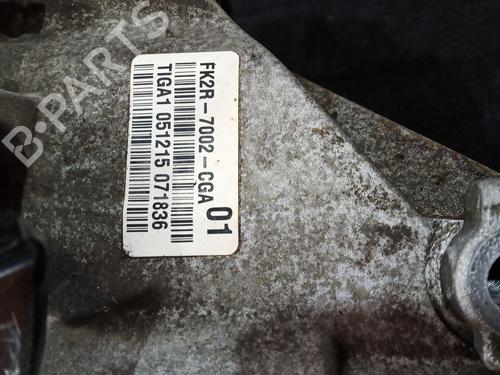 FK2R-7002-CGA
01
TIGA1 051215 071836
B-PARTS